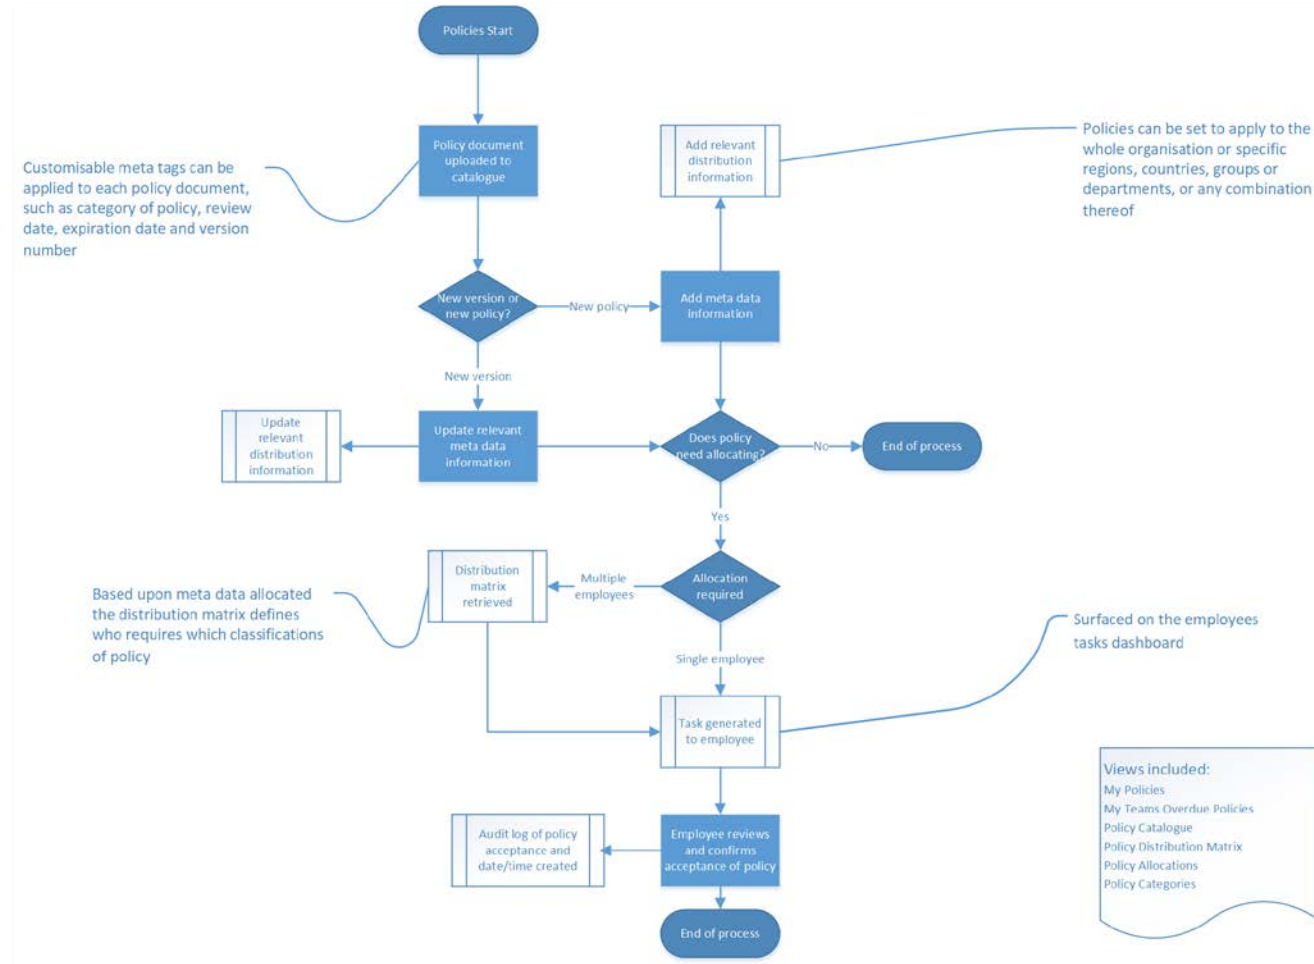 Policies Start
Policy document
uploaded to
catalogue
Add relevant
distribution
information
Policies can be set to apply to the
whole organisation or specific
regions, countries, groups or
departments, or any combination
thereof
Customisable meta tags can be
applied to each policy document,
such as category of policy, review
date, expiration date and version
number
New version or
new policy?
New policy
Add meta data
information
New version
Update
relevant
distribution
information
Update relevant
meta data
information
Does policy
need allocating?
No
End of process
Yes
Distribution
matrix
retrieved
Multiple
employees
Allocation
required
Based upon meta data allocated
the distribution matrix defines
who requires which classifications
of policy
Surfaced on the employees
tasks dashboard
Single employee
Task generated
to employee
Views included:
My Policies
My Teams Overdue Policies
Policy Catalogue
Policy Distribution Matrix
Policy Allocations
Policy Categories
Audit log of policy
acceptance and
date/time created
Employee reviews
and confirms
acceptance of policy
End of process